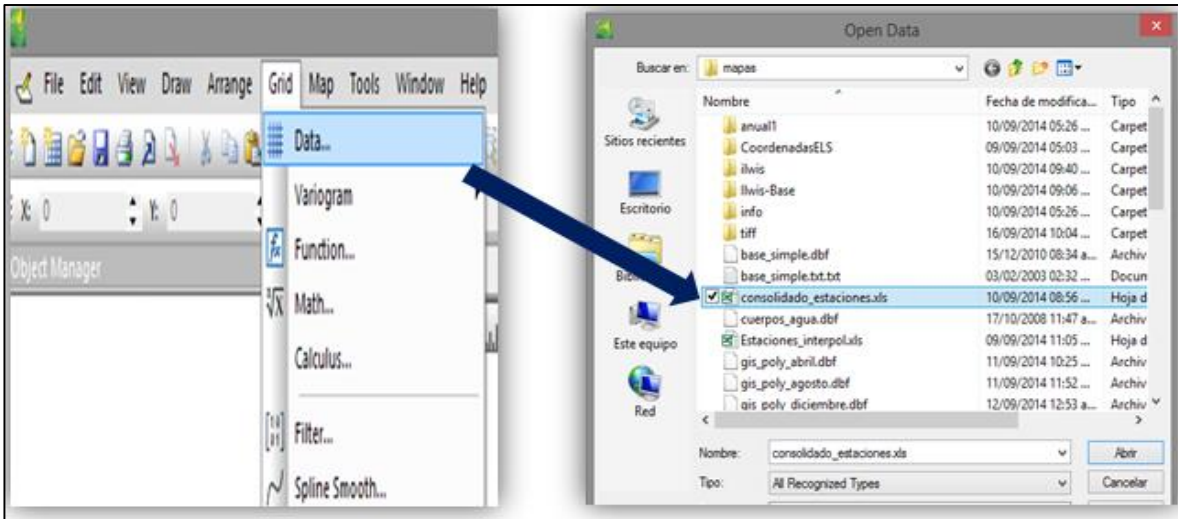 File Edit View Draw Arrange Grid Map Tools Window Help
X: 0 Y: 0
Object Manager
Data...
Variogram
Function...
Math...
Calculus...
Filter...
Spline Smooth...
Open Data
Buscar en: mapas
Nombre Fecha de modifica... Tipo
anual1 10/09/2014 05:26 ... Carpet
CoordenadasELS 09/09/2014 05:03 ... Carpet
ilwis 10/09/2014 09:40 ... Carpet
Ilwis-Base 10/09/2014 09:06 ... Carpet
info 10/09/2014 05:26 ... Carpet
tiff 16/09/2014 10:04 ... Carpet
base_simple.dbf 15/12/2010 08:34 a... Archiv
base_simple.txt.txt 03/02/2003 02:32 ... Docun
consolidado_estaciones.xls 10/09/2014 08:56 ... Hoja d
cuerpos_agua.dbf 17/10/2008 11:47 a... Archiv
Estaciones_interpol.xls 09/09/2014 11:05 ... Hoja d
gis_poly_abril.dbf 11/09/2014 10:25 ... Archiv
gis_poly_agosto.dbf 11/09/2014 11:52 ... Archiv
gis_poly_diciembre.dbf 12/09/2014 12:53 a... Archiv
Sitios recientes
Escritorio
Este equipo
Red
Nombre: consolidado_estaciones.xls Abrir
Tipo: All Recognized Types Cancelar